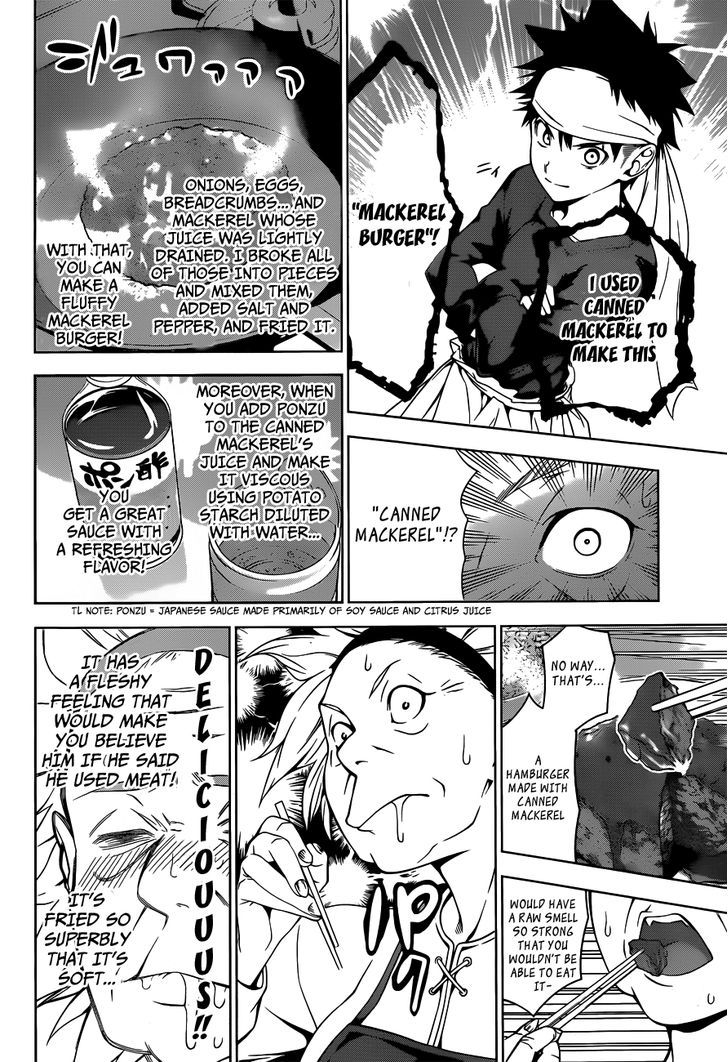 I USED
CANNED
MACKEREL TO
MAKE THIS
"MACKEREL
BURGER"!
ジュワァァァ
ONIONS, EGGS,
BREADCRUMBS... AND
MACKEREL WHOSE
JUICE WAS LIGHTLY
DRAINED. I BROKE ALL
OF THOSE INTO PIECES
AND MIXED THEM,
ADDED SALT AND
PEPPER, AND FRIED IT.
WITH THAT,
YOU CAN
MAKE A
FLUFFY
MACKEREL
BURGER!
"CANNED
MACKEREL"!?
MOREOVER, WHEN
YOU ADD PONZU
TO THE CANNED
MACKEREL'S
JUICE AND MAKE
IT VISCOUS
USING POTATO
STARCH DILUTED
WITH WATER...
ポン酢
YOU
GET A GREAT
SAUCE WITH
A REFRESHING
FLAVOR!
TL NOTE: PONZU = JAPANESE SAUCE MADE PRIMARILY OF SOY SAUCE AND CITRUS JUICE
NO WAY...
THAT'S...
A
HAMBURGER
MADE WITH
CANNED
MACKEREL
WOULD HAVE
A RAW SMELL
SO STRONG
THAT YOU
WOULDN'T BE
ABLE TO EAT
IT-
DELICIOUUUS!!
IT HAS
A FLESHY
FEELING THAT
WOULD MAKE
YOU BELIEVE
HIM IF HE SAID
HE USED MEAT!
IT'S
FRIED SO
SUPERBLY
THAT IT'S
SOFT...